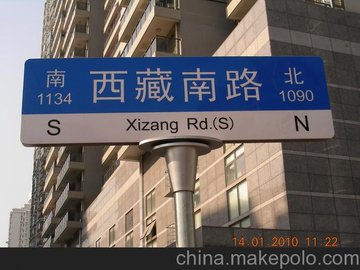 南 西藏南路 北
1134 1090
S Xizang Rd.(S) N
14.01.2010 11:22
china.makepolo.com